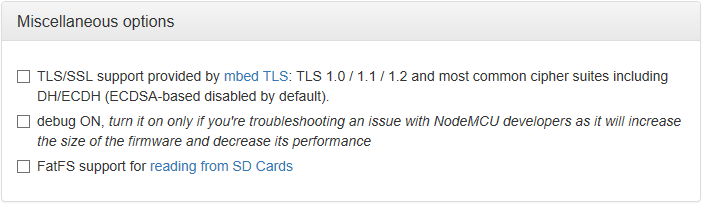 Miscellaneous options
TLS/SSL support provided by mbed TLS: TLS 1.0 / 1.1 / 1.2 and most common cipher suites including
DH/ECDH (ECDSA-based disabled by default).
debug ON, turn it on only if you're troubleshooting an issue with NodeMCU developers as it will increase
the size of the firmware and decrease its performance
FatFS support for reading from SD Cards